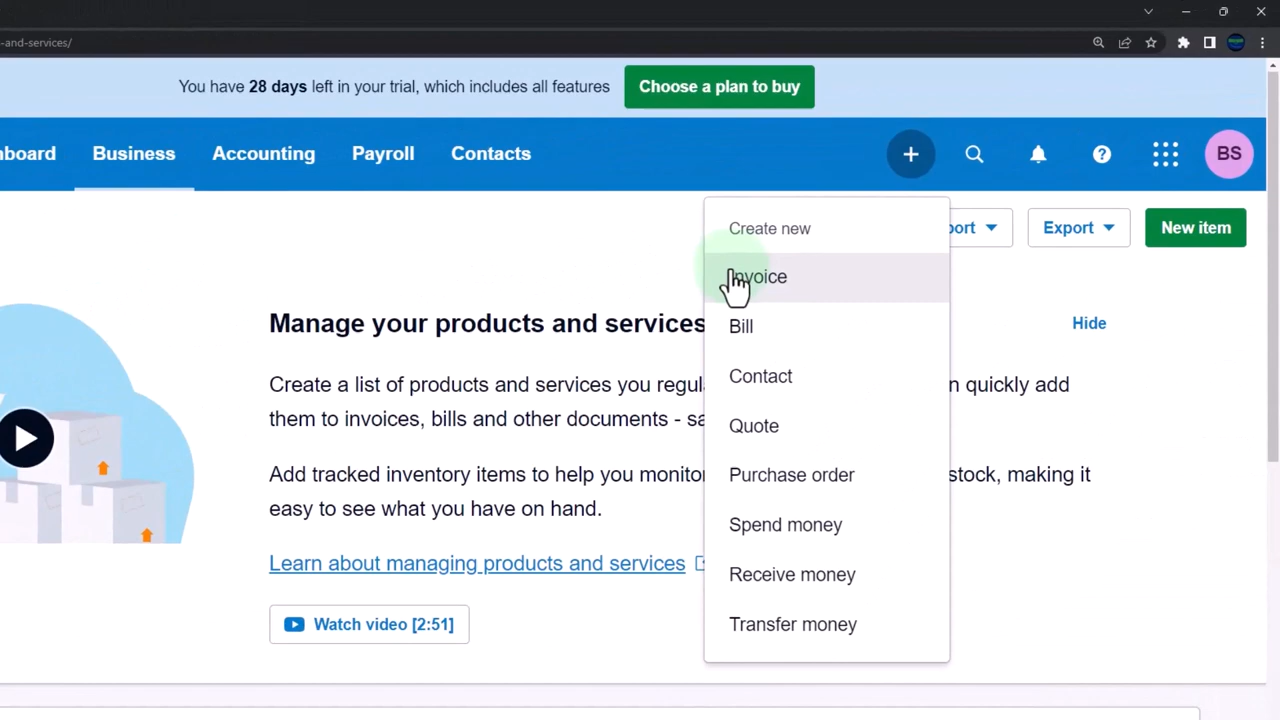 -and-services/
You have 28 days left in your trial, which includes all features
Choose a plan to buy
board Business Accounting Payroll Contacts
+ ? BS
Create new
Invoice
Bill
Contact
Quote
Purchase order
Spend money
Receive money
Transfer money
port Export New item
Manage your products and services
Hide
Create a list of products and services you regul n quickly add
them to invoices, bills and other documents - sa
Add tracked inventory items to help you monitor stock, making it
easy to see what you have on hand.
Learn about managing products and services
Watch video [2:51]